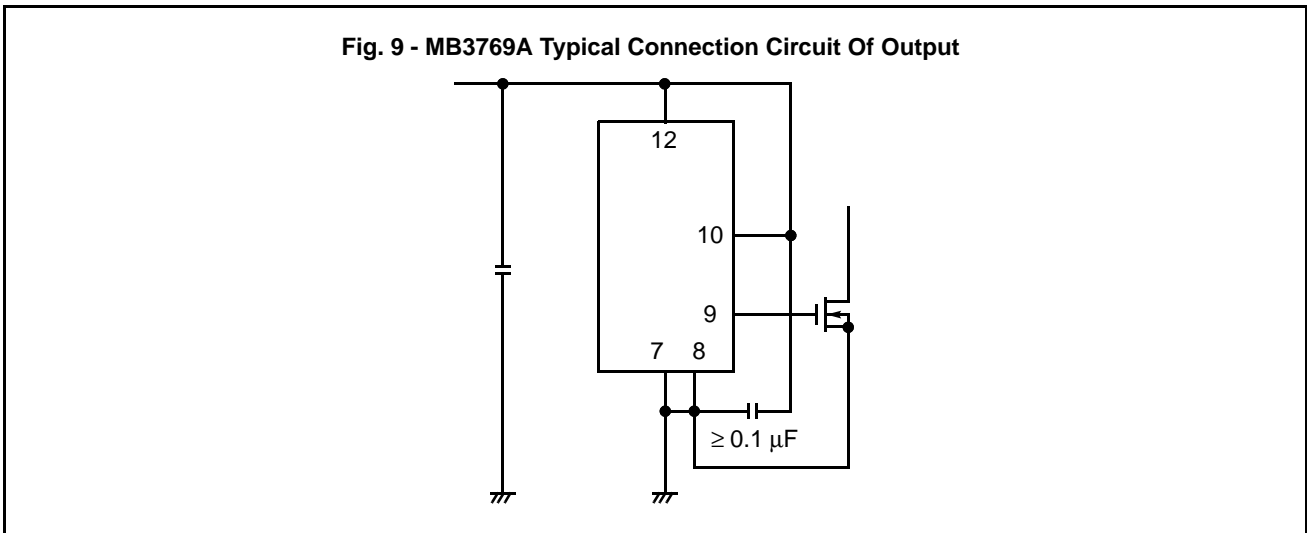 Fig. 9 - MB3769A Typical Connection Circuit Of Output
12
10
9
7 8
≥ 0.1 μF